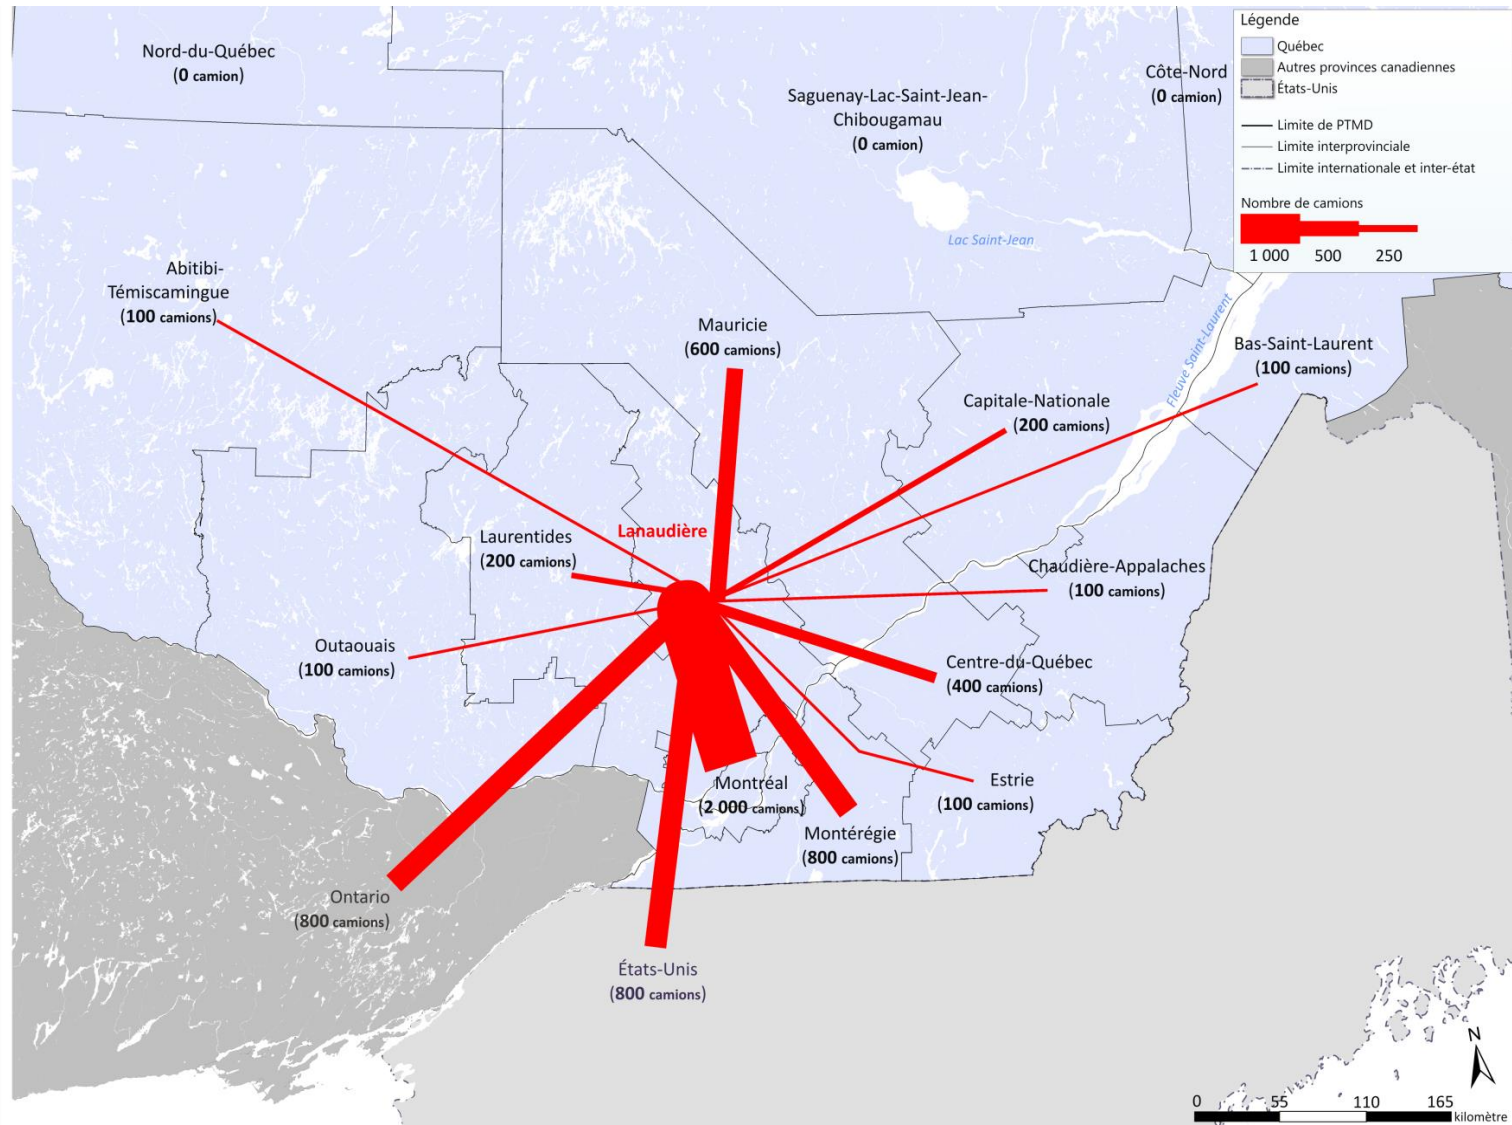 Nord-du-Québec
(0 camion)
Saguenay-Lac-Saint-Jean-
Chibougamau
(0 camion)
Côte-Nord
(0 camion)
Légende
Québec
Autres provinces canadiennes
États-Unis
Limite de PTMD
Limite interprovinciale
Limite internationale et inter-état
Nombre de camions
1 000 500 250
Lac Saint-Jean
Abitibi-
Témiscamingue
(100 camions)
Mauricie
(600 camions)
Fleuve Saint-Laurent
Bas-Saint-Laurent
(100 camions)
Capitale-Nationale
(200 camions)
Laurentides
(200 camions)
Lanaudière
Chaudière-Appalaches
(100 camions)
Outaouais
(100 camions)
Centre-du-Québec
(400 camions)
Montréal
(2 000 camions)
Estrie
(100 camions)
Montérégie
(800 camions)
Ontario
(800 camions)
États-Unis
(800 camions)
N
0 55 110 165
kilomètre